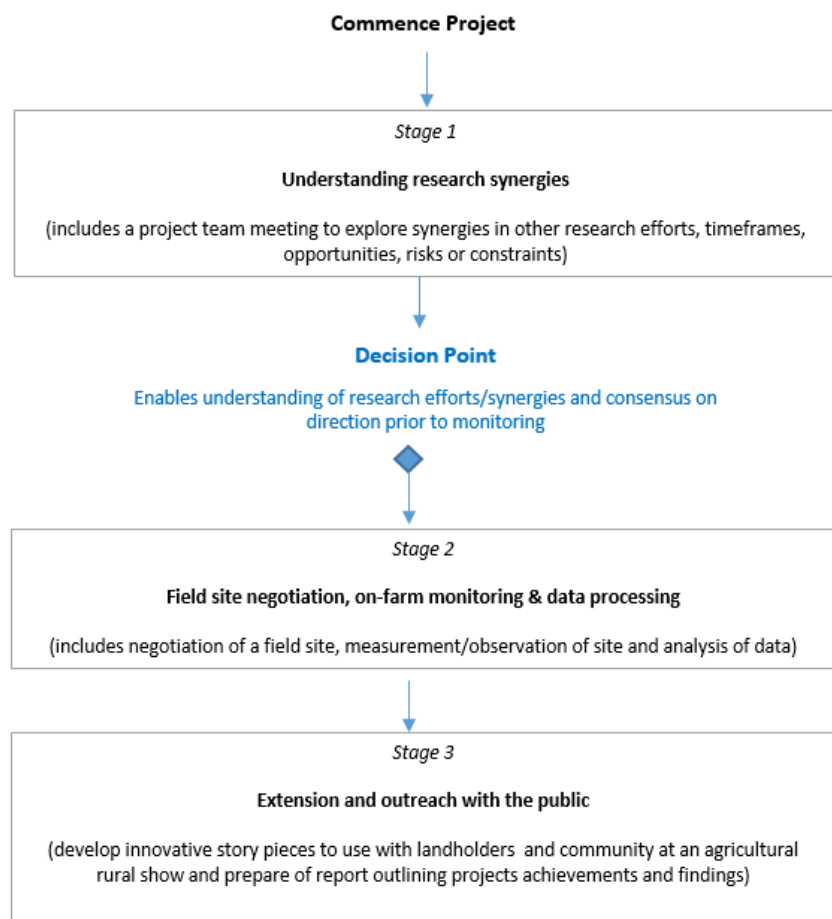 Commence Project
Stage 1
Understanding research synergies
(includes a project team meeting to explore synergies in other research efforts, timeframes,
opportunities, risks or constraints)
Decision Point
Enables understanding of research efforts/synergies and consensus on
direction prior to monitoring
Stage 2
Field site negotiation, on-farm monitoring & data processing
(includes negotiation of a field site, measurement/observation of site and analysis of data)
Stage 3
Extension and outreach with the public
(develop innovative story pieces to use with landholders and community at an agricultural
rural show and prepare of report outlining projects achievements and findings)